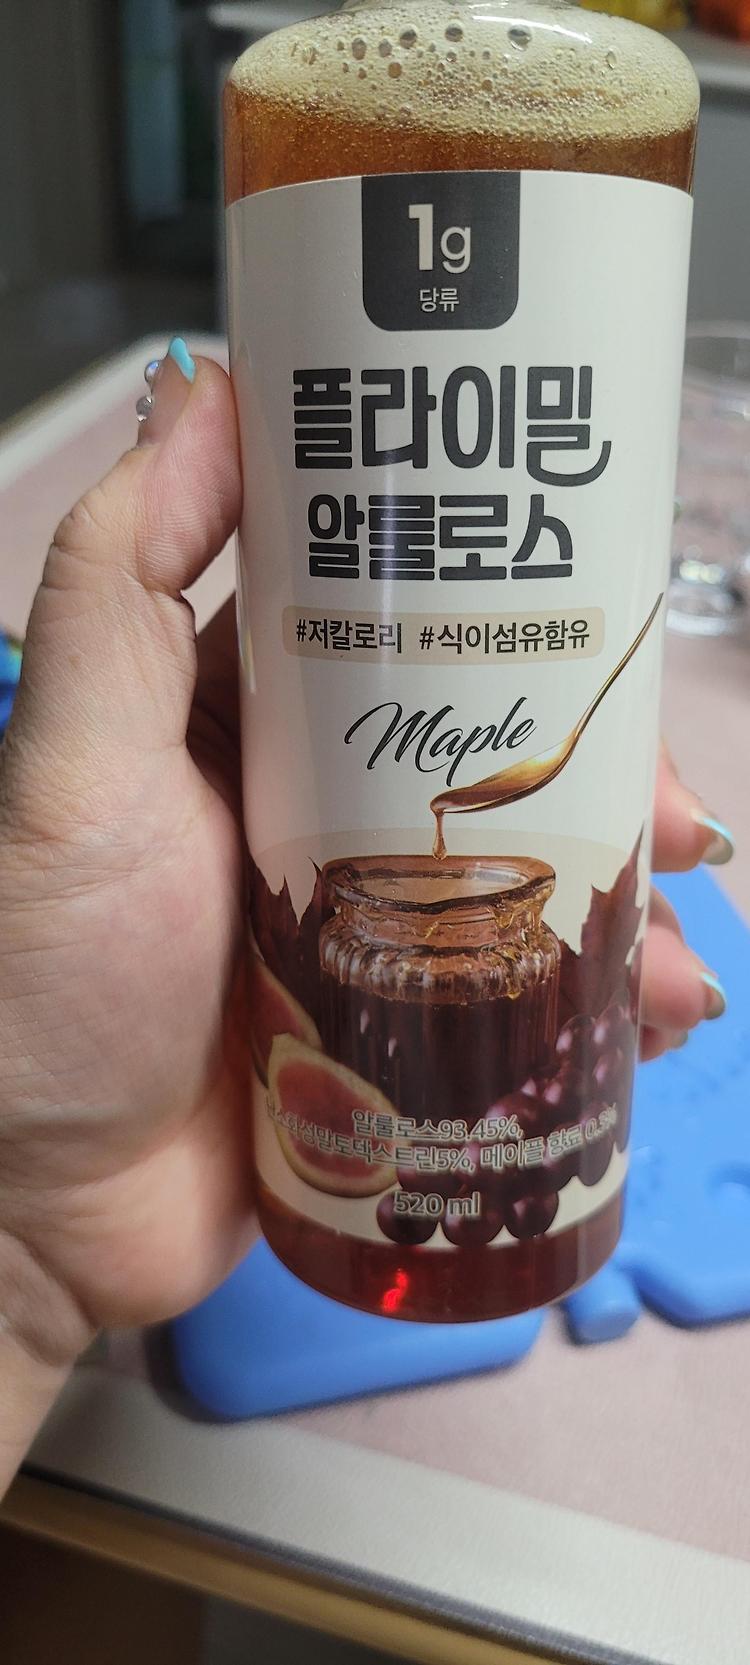 1g
당류
플라이밀
알룰로스
#저칼로리 #식이섬유함유
Maple
알룰로스93.45%,
난소화성말토덱스트린5%, 메이플 향료
520 ml